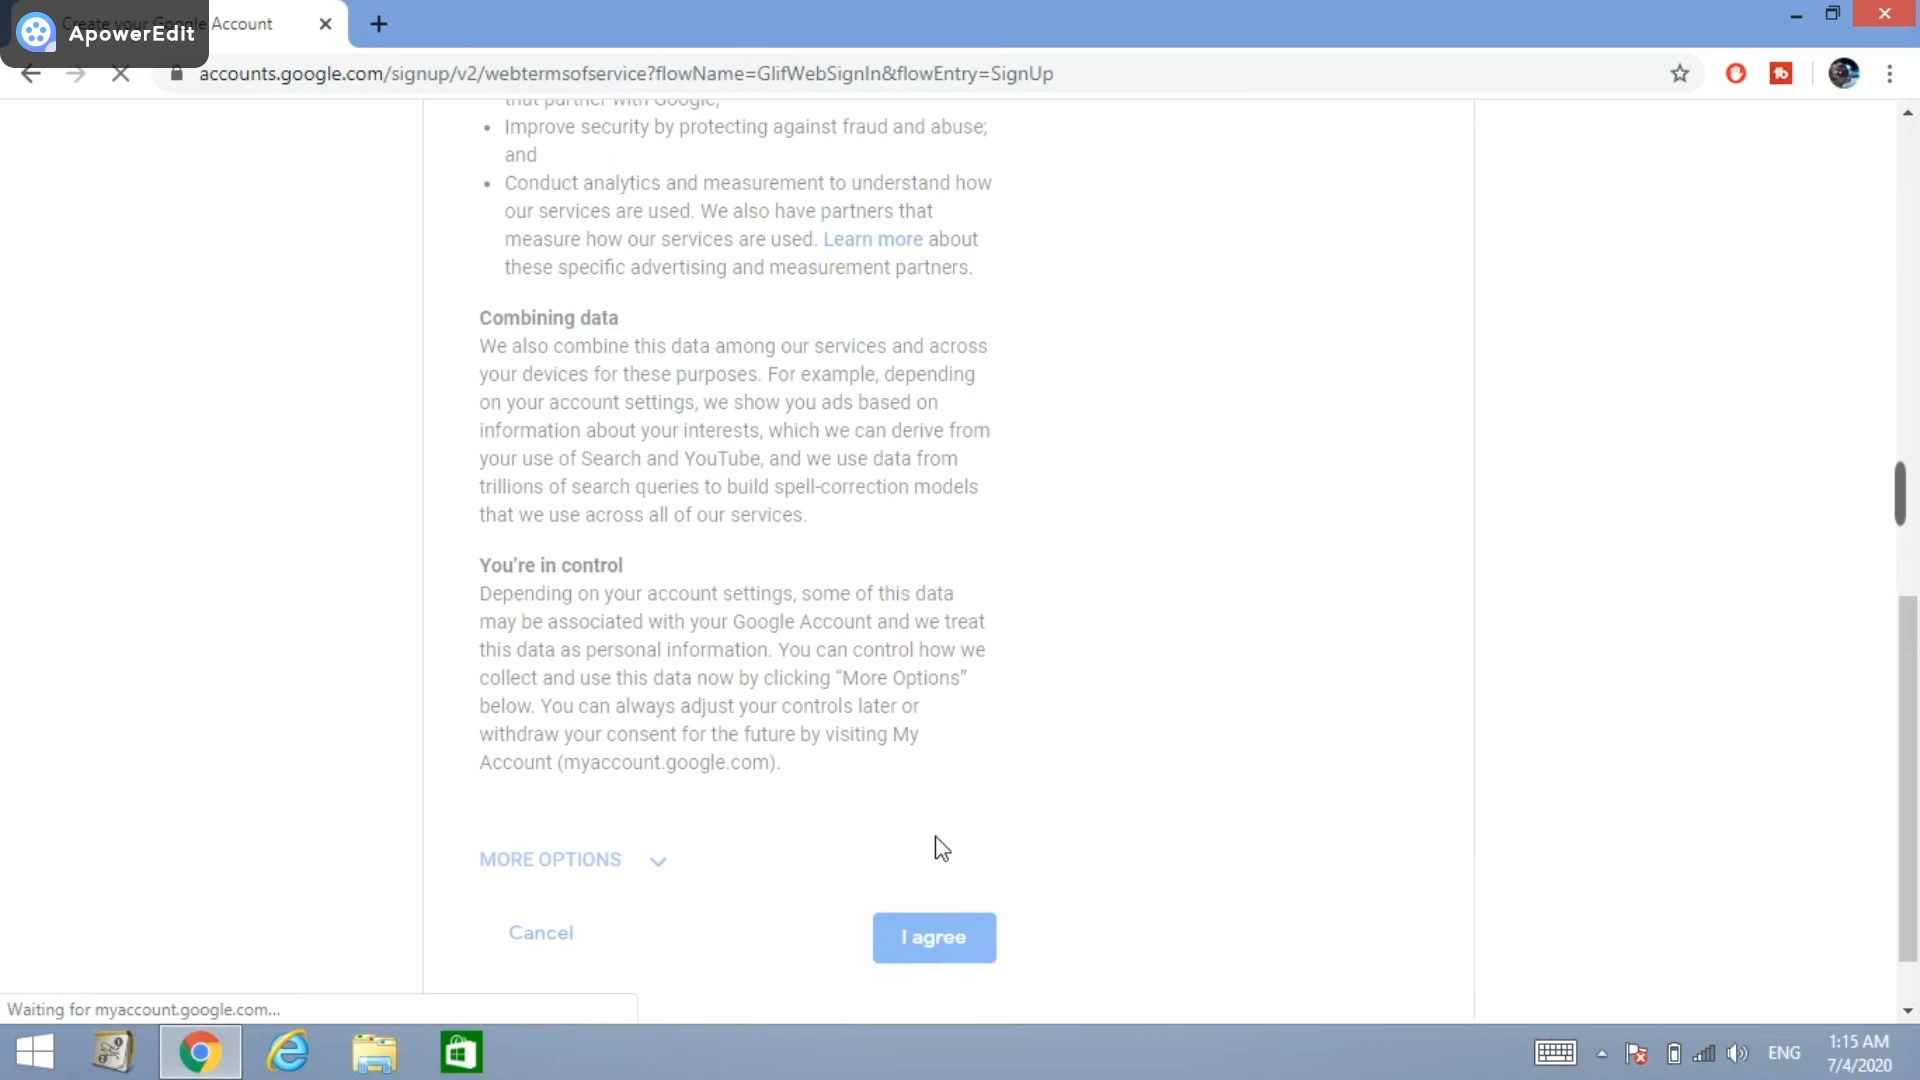 Create your Google Account
ApowerEdit
accounts.google.com/signup/v2/webtermsofservice?flowName=GlifWebSignIn&flowEntry=SignUp
that partner with Google;
• Improve security by protecting against fraud and abuse;
and
• Conduct analytics and measurement to understand how
our services are used. We also have partners that
measure how our services are used. Learn more about
these specific advertising and measurement partners.
Combining data
We also combine this data among our services and across
your devices for these purposes. For example, depending
on your account settings, we show you ads based on
information about your interests, which we can derive from
your use of Search and YouTube, and we use data from
trillions of search queries to build spell-correction models
that we use across all of our services.
You’re in control
Depending on your account settings, some of this data
may be associated with your Google Account and we treat
this data as personal information. You can control how we
collect and use this data now by clicking “More Options”
below. You can always adjust your controls later or
withdraw your consent for the future by visiting My
Account (myaccount.google.com).
MORE OPTIONS
Cancel
I agree
Waiting for myaccount.google.com...
ENG
1:15 AM
7/4/2020